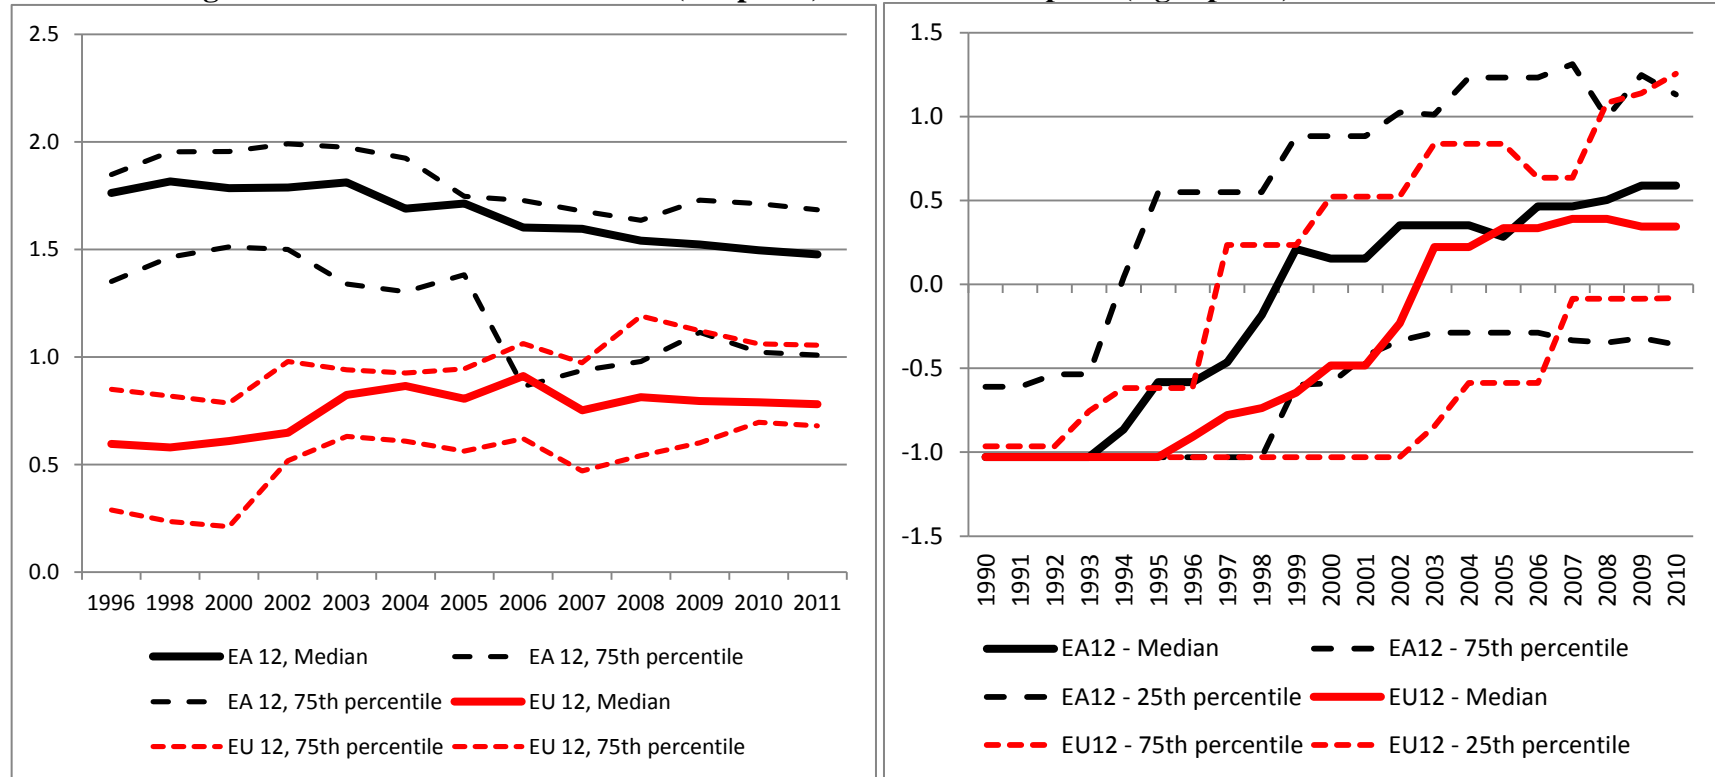 2.5
2.0
1.5
1.0
0.5
0.0
1996 1998 2000 2002 2003 2004 2005 2006 2007 2008 2009 2010 2011
EA 12, Median EA 12, 75th percentile
EA 12, 75th percentile EU 12, Median
EU 12, 75th percentile EU 12, 75th percentile
1.5
1.0
0.5
0.0
-0.5
-1.0
-1.5
1990 1991 1992 1993 1994 1995 1996 1997 1998 1999 2000 2001 2002 2003 2004 2005 2006 2007 2008 2009 2010
EA12 - Median EA12 - 75th percentile
EA12 - 25th percentile EU12 - Median
EU12 - 75th percentile EU12 - 25th percentile